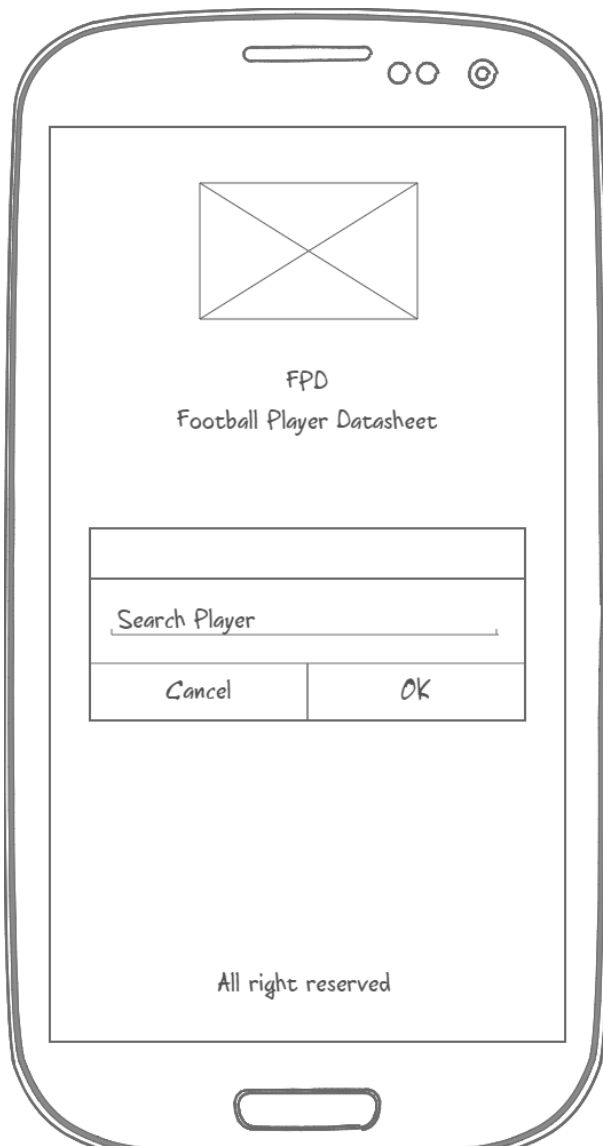 FPD
Football Player Datasheet
Search Player
Cancel
OK
All right reserved